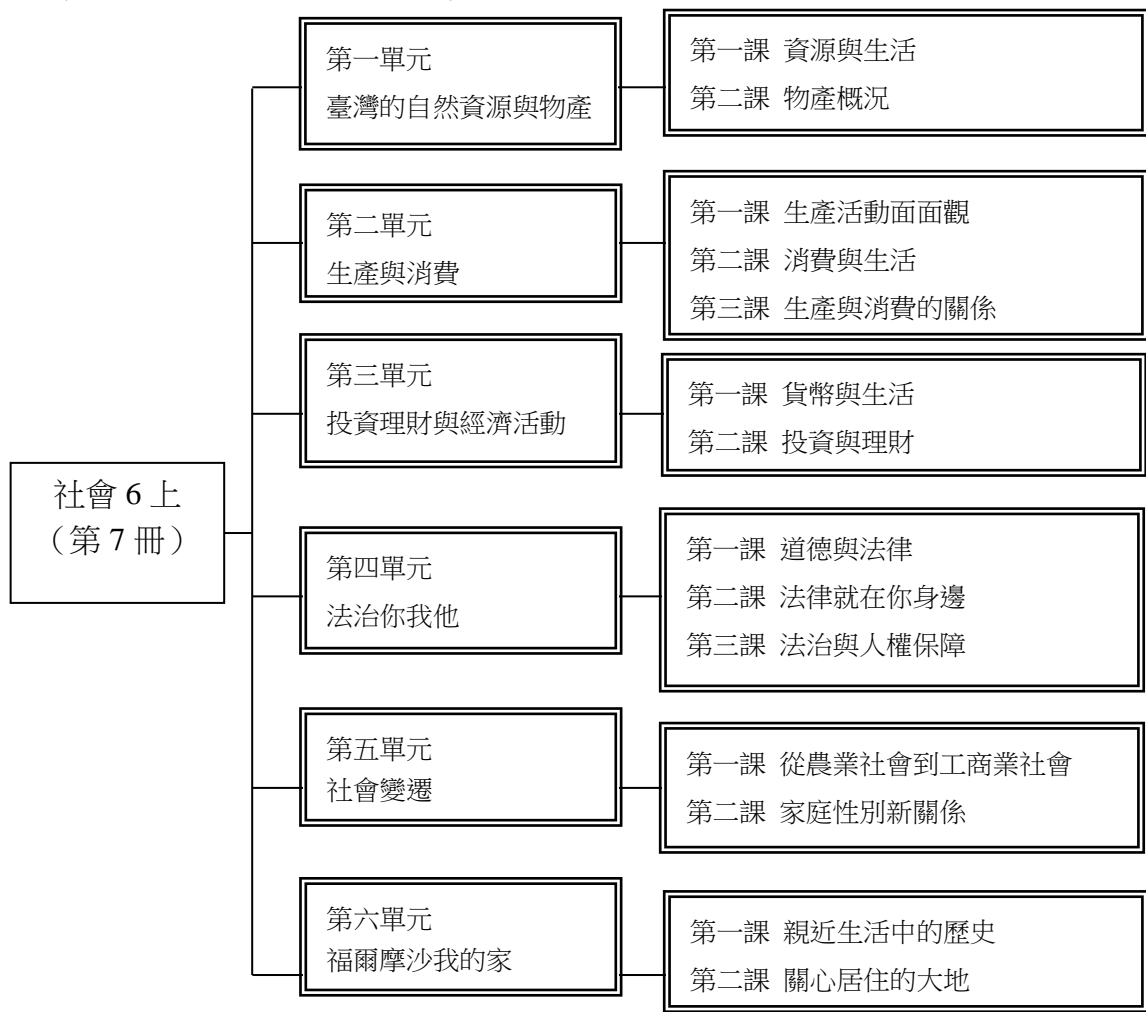 第一單元
臺灣的自然資源與物產
第一課 資源與生活
第二課 物產概況
第二單元
生產與消費
第一課 生產活動面面觀
第二課 消費與生活
第三課 生產與消費的關係
第三單元
投資理財與經濟活動
第一課 貨幣與生活
第二課 投資與理財
社會 6 上
（第 7 冊）
第四單元
法治你我他
第一課 道德與法律
第二課 法律就在你身邊
第三課 法治與人權保障
第五單元
社會變遷
第一課 從農業社會到工商業社會
第二課 家庭性別新關係
第六單元
福爾摩沙我的家
第一課 親近生活中的歷史
第二課 關心居住的大地